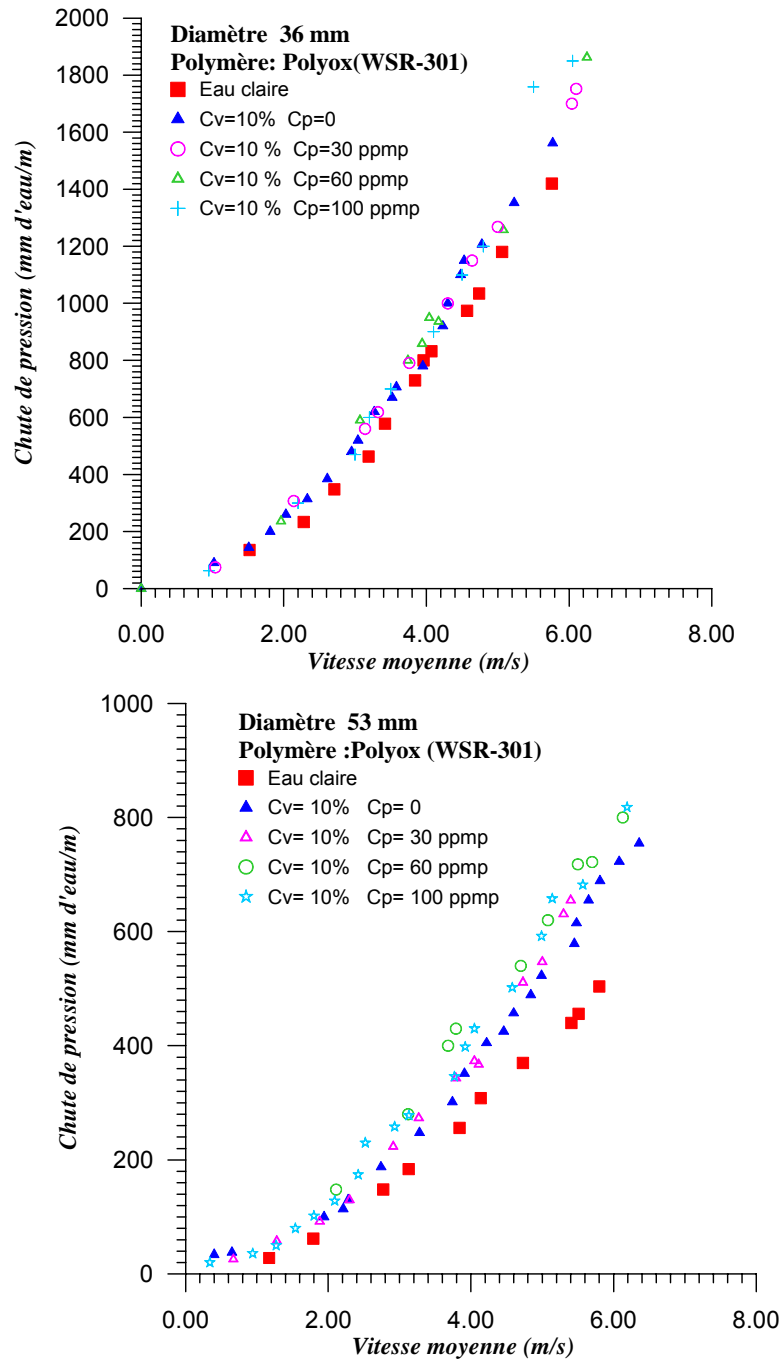 Diamètre 36 mm
Polymère: Polyox(WSR-301)
Eau claire
Cv=10% Cp=0
Cv=10 % Cp=30 ppmp
Cv=10 % Cp=60 ppmp
Cv=10 % Cp=100 ppmp
2000
1800
1600
1400
1200
1000
800
600
400
200
0
Chute de pression (mm d'eau/m)
0.00 2.00 4.00 6.00 8.00
Vitesse moyenne (m/s)
Diamètre 53 mm
Polymère :Polyox (WSR-301)
Eau claire
Cv= 10% Cp= 0
Cv= 10% Cp= 30 ppmp
Cv= 10% Cp= 60 ppmp
Cv= 10% Cp= 100 ppmp
1000
800
600
400
200
0
Chute de pression (mm d'eau/m)
0.00 2.00 4.00 6.00 8.00
Vitesse moyenne (m/s)